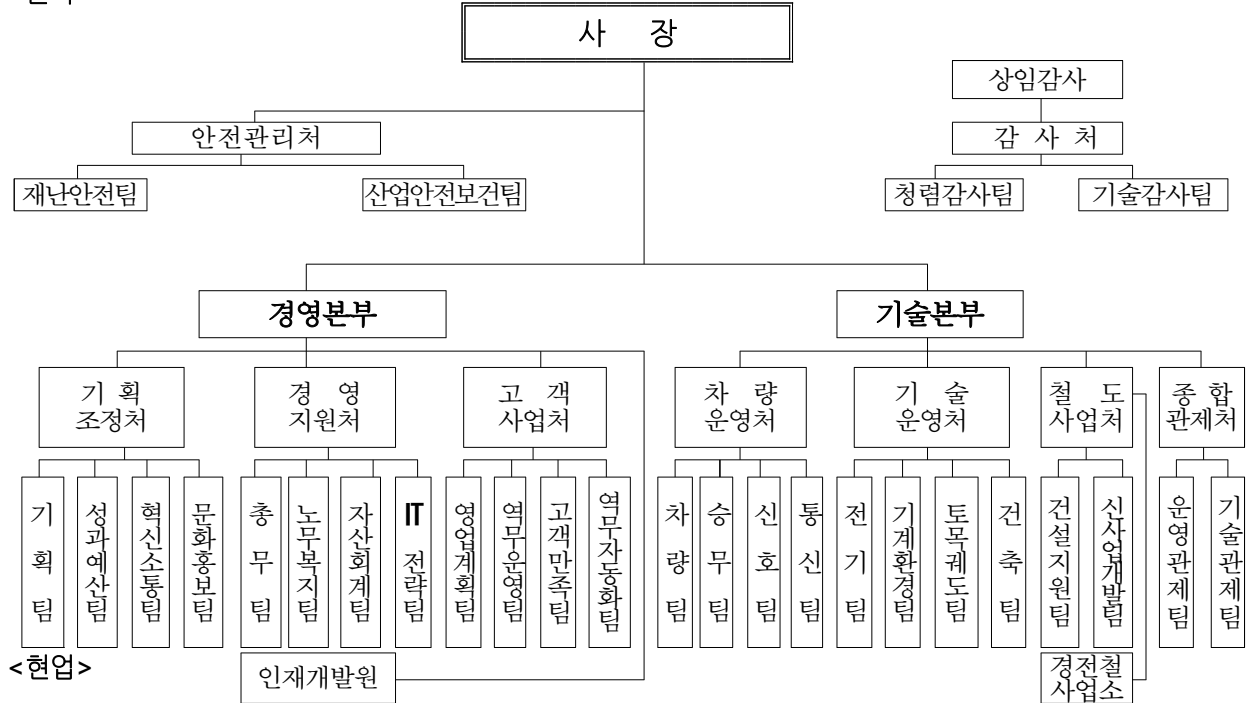 사 장
상임감사
안전관리처
감 사 처
재난안전팀
산업안전보건팀
청렴감사팀
기술감사팀
경영본부
기술본부
기 획
조정처
경 영
지원처
고 객
사업처
차 량
운영처
기 술
운영처
철 도
사업처
종 합
관제처
기 획 팀
성과예산팀
혁신소통팀
문화홍보팀
총 무 팀
노무복지팀
자산회계팀
IT 전략팀
영업계획팀
역무운영팀
고객만족팀
역무자동화팀
차 량 팀
승 무 팀
신 호 팀
통 신 팀
전 기 팀
기계환경팀
토목궤도팀
건 축 팀
건설지원팀
신사업개발팀
운영관제팀
기술관제팀
<현업>
인재개발원
경전철
사업소